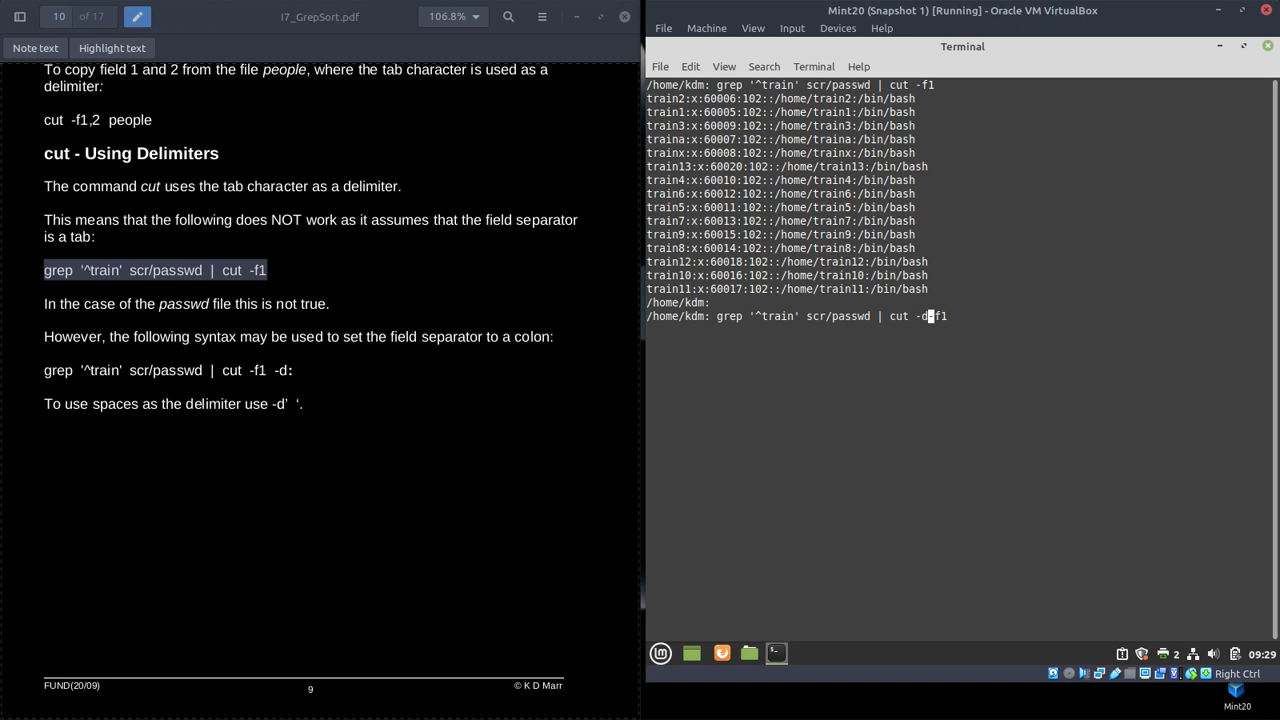 10 of 17
I7_GrepSort.pdf
106.8%
Note text
Highlight text
To copy field 1 and 2 from the file people, where the tab character is used as a
delimiter:
cut -f1,2 people
cut - Using Delimiters
The command cut uses the tab character as a delimiter.
This means that the following does NOT work as it assumes that the field separator
is a tab:
grep '^train' scr/passwd | cut -f1
In the case of the passwd file this is not true.
However, the following syntax may be used to set the field separator to a colon:
grep '^train' scr/passwd | cut -f1 -d:
To use spaces as the delimiter use -d’ ‘.
FUND(20/09)
9
© K D Marr
Mint20 (Snapshot 1) [Running] - Oracle VM VirtualBox
File Machine View Input Devices Help
Terminal
File Edit View Search Terminal Help
/home/kdm: grep '^train' scr/passwd | cut -f1
train2:x:60006:102::/home/train2:/bin/bash
train1:x:60005:102::/home/train1:/bin/bash
train3:x:60009:102::/home/train3:/bin/bash
traina:x:60007:102::/home/traina:/bin/bash
trainx:x:60008:102::/home/trainx:/bin/bash
train13:x:60020:102::/home/train13:/bin/bash
train4:x:60010:102::/home/train4:/bin/bash
train6:x:60012:102::/home/train6:/bin/bash
train5:x:60011:102::/home/train5:/bin/bash
train7:x:60013:102::/home/train7:/bin/bash
train9:x:60015:102::/home/train9:/bin/bash
train8:x:60014:102::/home/train8:/bin/bash
train12:x:60018:102::/home/train12:/bin/bash
train10:x:60016:102::/home/train10:/bin/bash
train11:x:60017:102::/home/train11:/bin/bash
/home/kdm:
/home/kdm: grep '^train' scr/passwd | cut -d-f1
2
09:29
Right Ctrl
Mint20